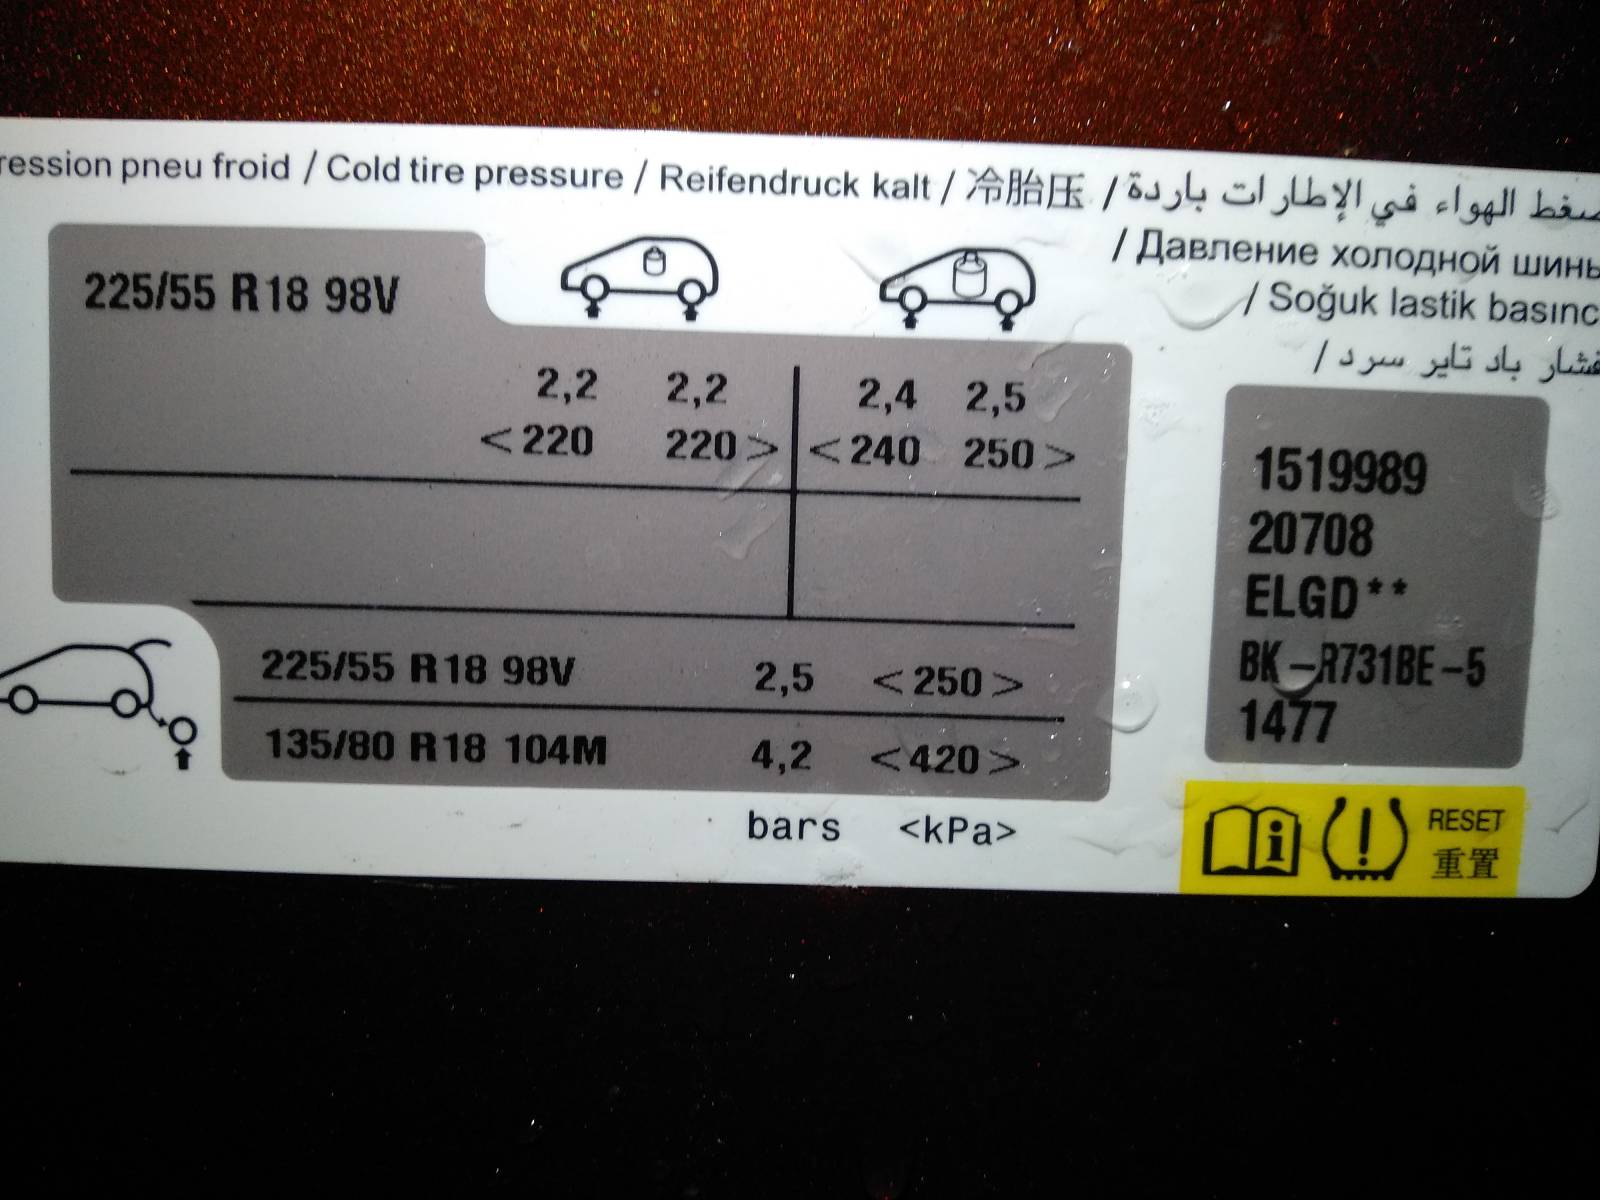 ression pneu froid / Cold tire pressure / Reifendruck kalt / 冷胎压 / ضغط الهواء في الإطارات باردة
/ Давление холодной шины
/ Soğuk lastik basınc
/ فشار باد تایر سرد
225/55 R18 98V
2,2 2,2 2,4 2,5
<220 220> <240 250>
225/55 R18 98V 2,5 <250>
135/80 R18 104M 4,2 <420>
bars <kPa>
1519989
20708
ELGD**
BK-R731BE-5
1477
RESET
重置